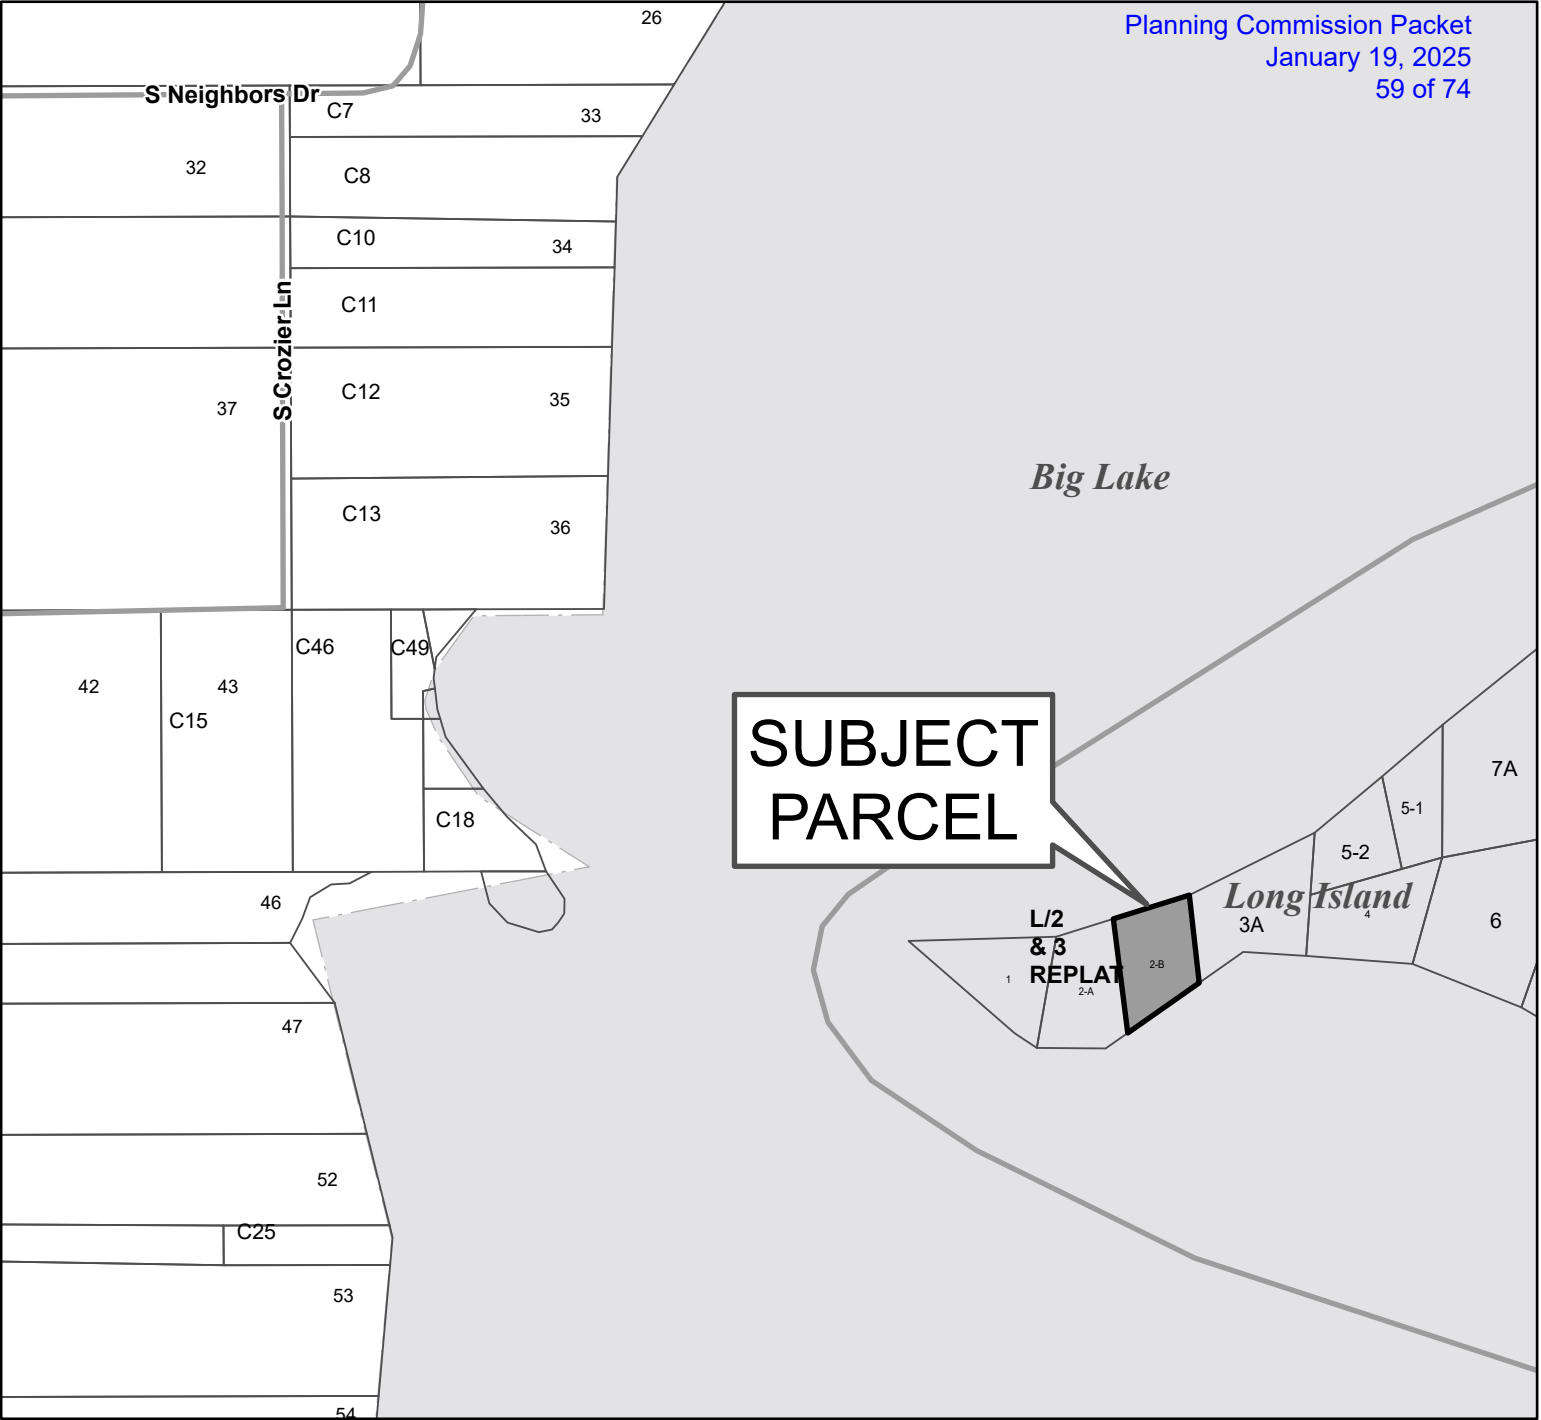 Planning Commission Packet
January 19, 2025
59 of 74
26
S Neighbors Dr
C7
33
32
C8
C10
34
C11
S Crozier Ln
37
C12
35
C13
36
Big Lake
C46
C49
42
43
C15
SUBJECT
PARCEL
C18
7A
5-1
5-2
Long Island
46
L/2
& 3
REPLAT
3A
4
6
1
2-A
2-B
47
52
C25
53
54